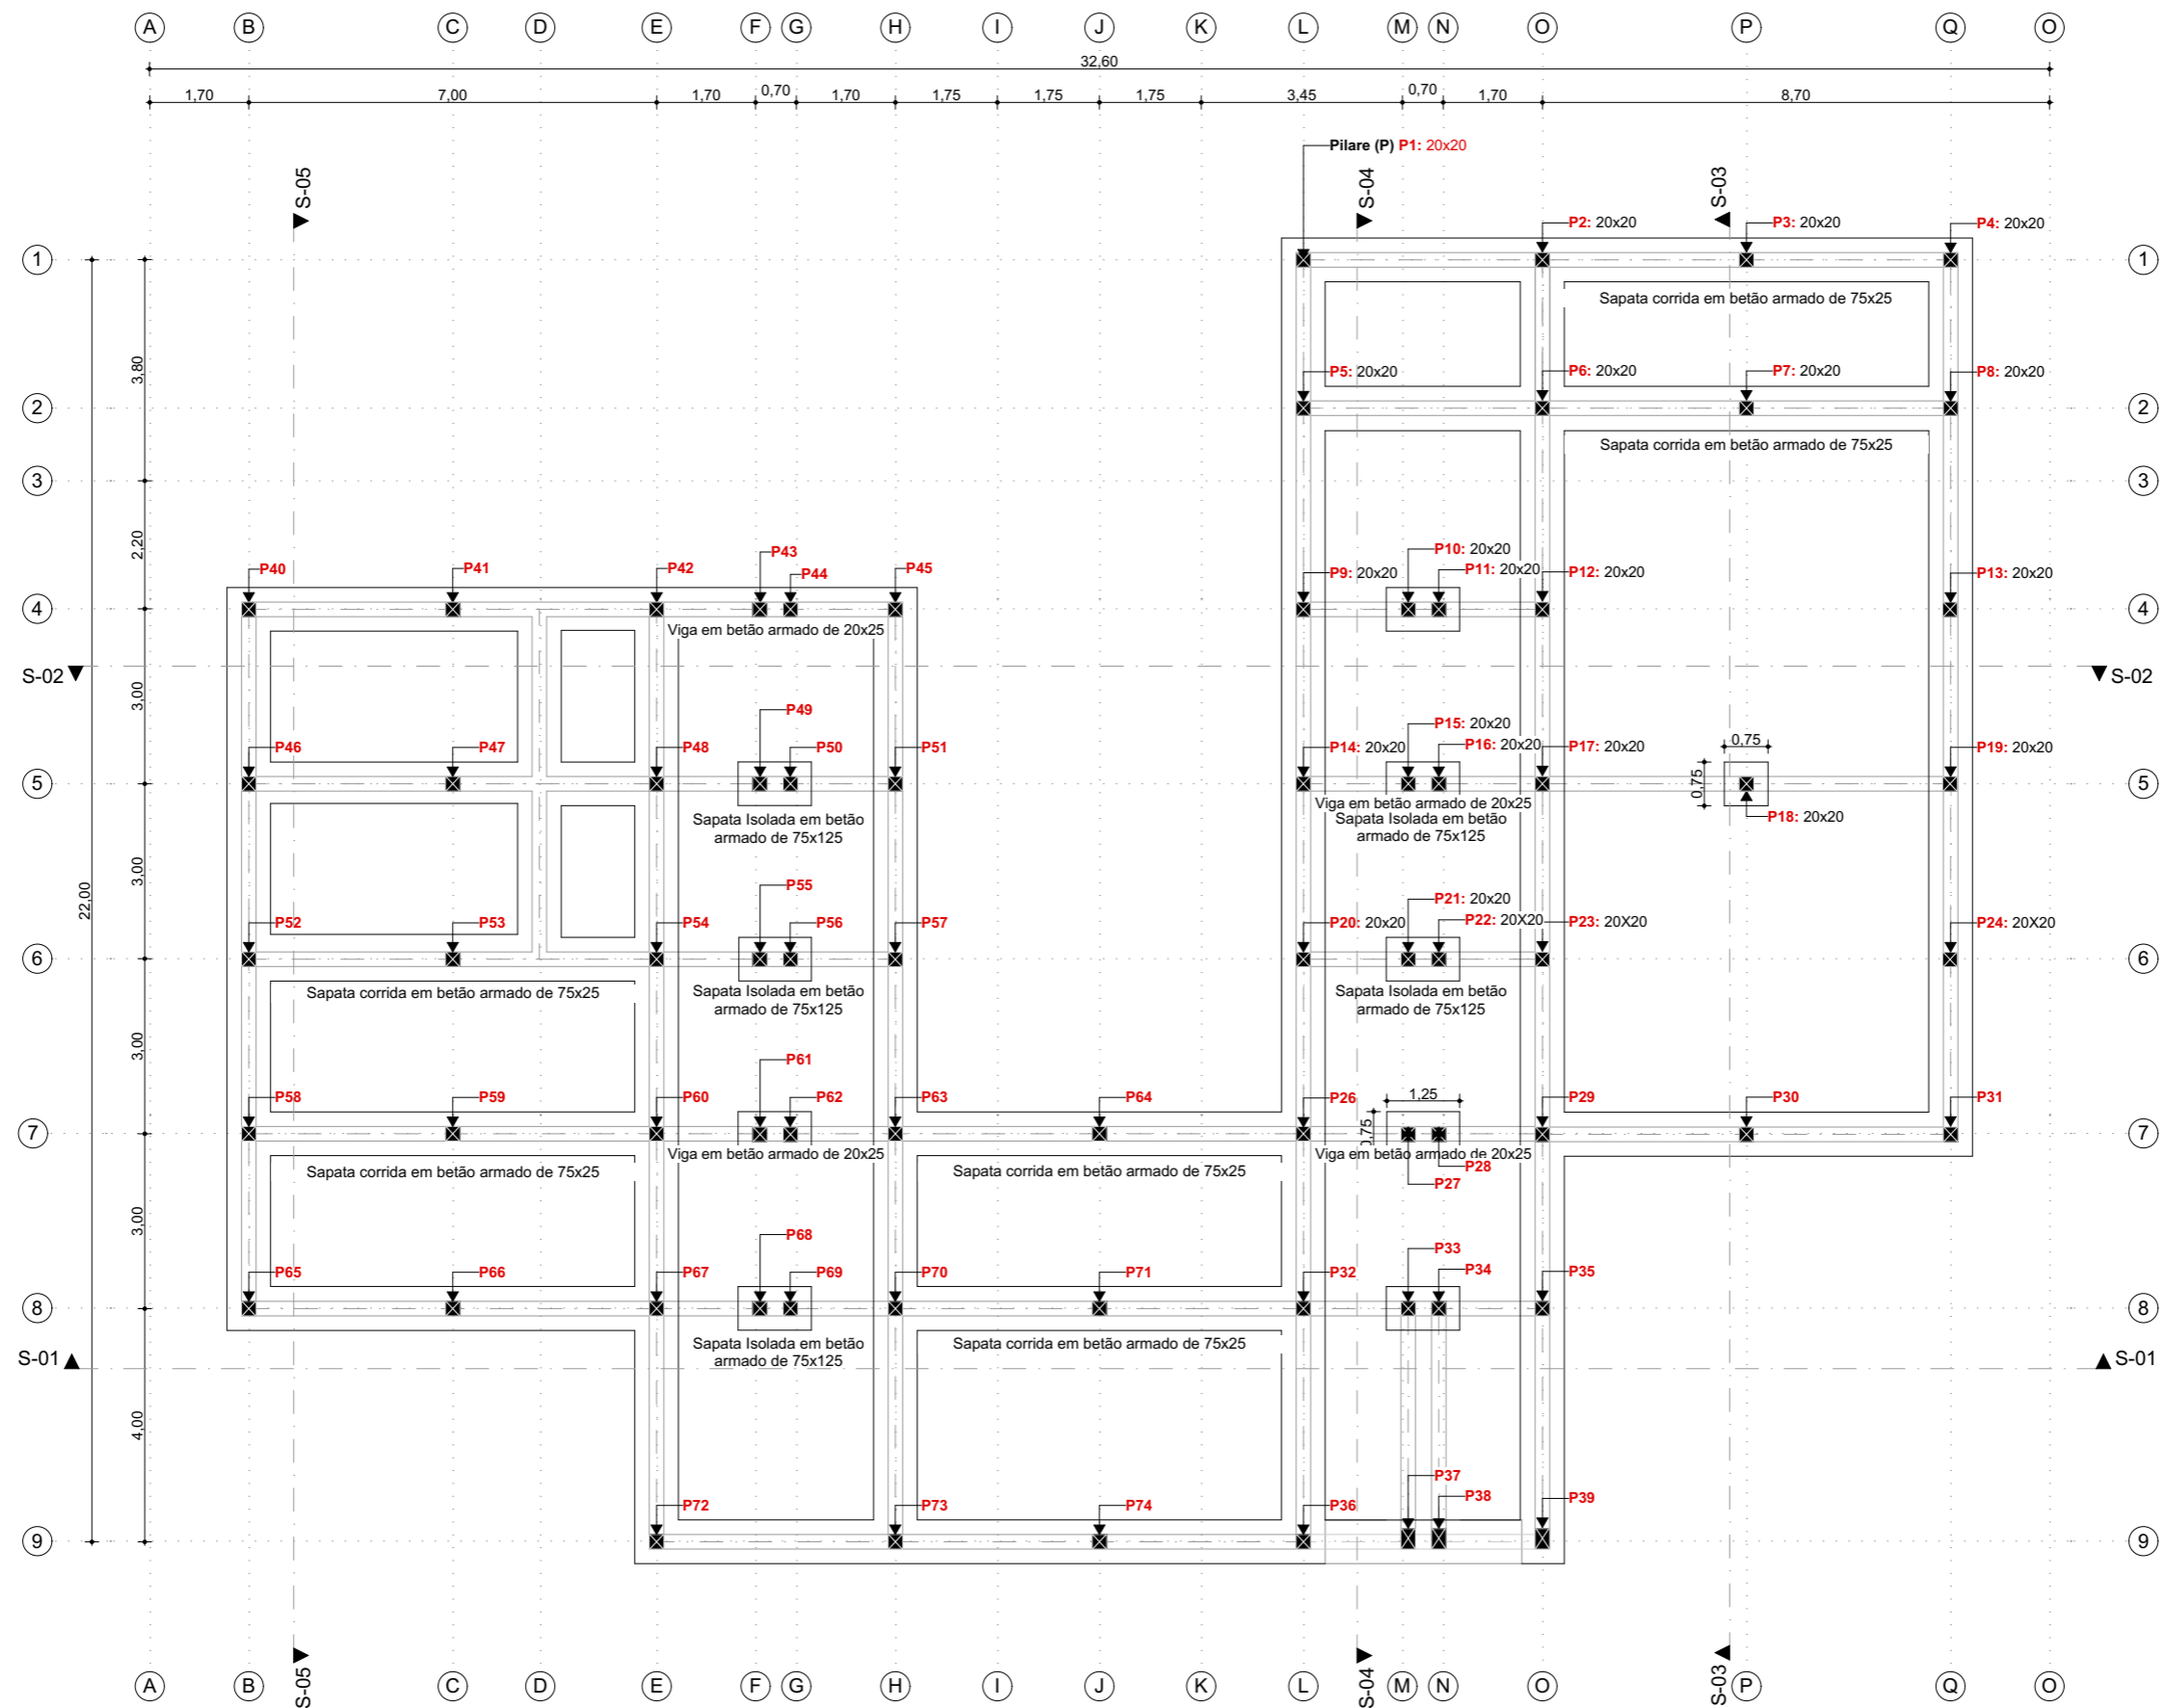 A B C D E F G H I J K L M N O P Q O
32,60
1,70 7,00 1,70 0,70 1,70 1,75 1,75 1,75 3,45 0,70 1,70 8,70
Pilare (P) P1: 20x20
S-05 S-04 S-03
P2: 20x20 P3: 20x20 P4: 20x20
1 1
Sapata corrida em betão armado de 75x25
3,80
P5: 20x20 P6: 20x20 P7: 20x20 P8: 20x20
2 2
Sapata corrida em betão armado de 75x25
3 3
2,20
P43 P10: 20x20
P40 P41 P42 P44 P45 P9: 20x20 P11: 20x20 P12: 20x20 P13: 20x20
4 4
Viga em betão armado de 20x25
S-02 S-02
3,00
P49 P15: 20x20
P46 P47 P48 P50 P51 P14: 20x20 P16: 20x20 P17: 20x20 0,75 P19: 20x20
5 0,75 5
Viga em betão armado de 20x25
Sapata Isolada em betão
armado de 75x125
Sapata Isolada em betão
armado de 75x125
P18: 20x20
3,00
22,00
P55 P21: 20x20
P52 P53 P54 P56 P57 P20: 20x20 P22: 20X20 P23: 20X20 P24: 20X20
6 6
Sapata corrida em betão armado de 75x25
Sapata Isolada em betão
armado de 75x125
Sapata Isolada em betão
armado de 75x125
3,00
P61
P58 P59 P60 P62 P63 P64 P26 1,25 P29 P30 P31
7 0,75 7
Viga em betão armado de 20x25 Viga em betão armado de 20x25
Sapata corrida em betão armado de 75x25 Sapata corrida em betão armado de 75x25
P28
P27
3,00
P68 P33
P65 P66 P67 P69 P70 P71 P32 P34 P35
8 8
Sapata Isolada em betão
armado de 75x125
Sapata corrida em betão armado de 75x25
S-01 S-01
4,00
P37
P72 P73 P74 P36 P38 P39
9 9
S-05 S-04 S-03
A B C D E F G H I J K L M N O P Q O